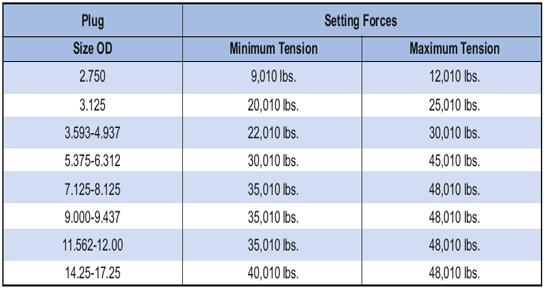 Plug Setting Forces
Size OD Minimum Tension Maximum Tension
2.750 9,010 lbs. 12,010 lbs.
3.125 20,010 lbs. 25,010 lbs.
3.593-4.937 22,010 lbs. 30,010 lbs.
5.375-6.312 30,010 lbs. 45,010 lbs.
7.125-8.125 35,010 lbs. 48,010 lbs.
9.000-9.437 35,010 lbs. 48,010 lbs.
11.562-12.00 35,010 lbs. 48,010 lbs.
14.25-17.25 40,010 lbs. 48,010 lbs.